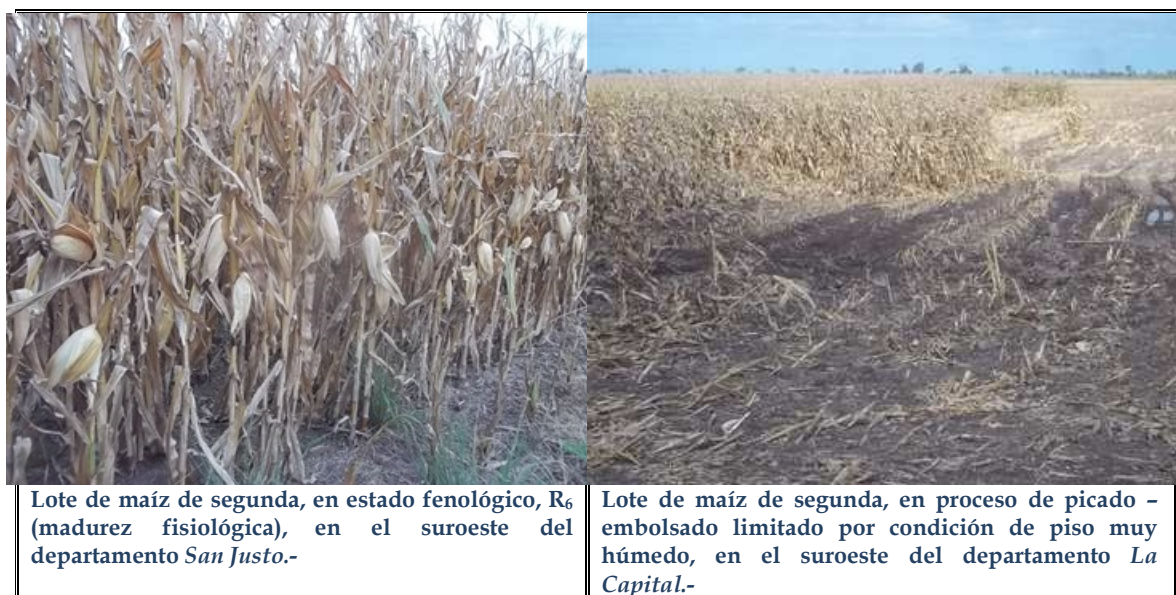 Lote de maíz de segunda, en estado fenológico, R₆
(madurez fisiológica), en el suroeste del
departamento San Justo.-
Lote de maíz de segunda, en proceso de picado –
embolsado limitado por condición de piso muy
húmedo, en el suroeste del departamento La
Capital.-